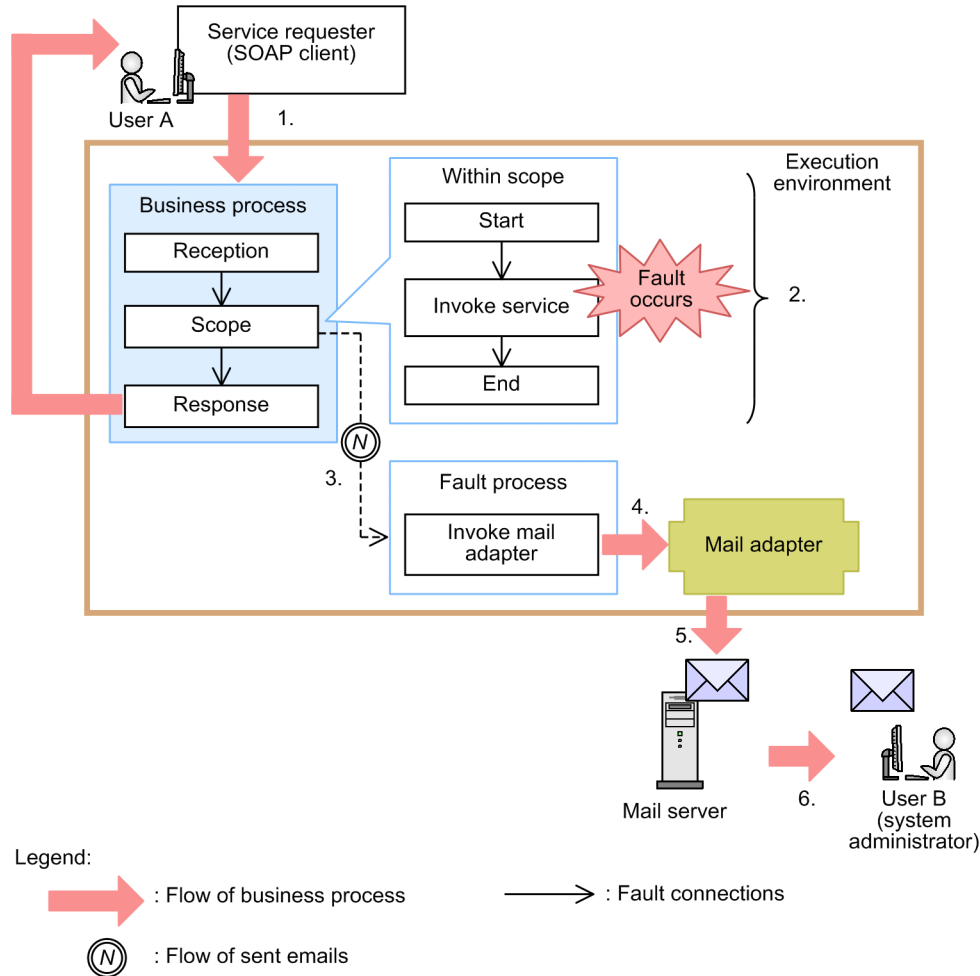 Service requester
(SOAP client)
User A
1.
Execution
environment
Within scope
Business process
Start
Reception
Fault
occurs
2.
Invoke service
Scope
End
Response
N
3.
Fault process
4.
Invoke mail
adapter
Mail adapter
5.
Mail server
6.
User B
(system
administrator)
Legend:
: Flow of business process
: Fault connections
N
: Flow of sent emails